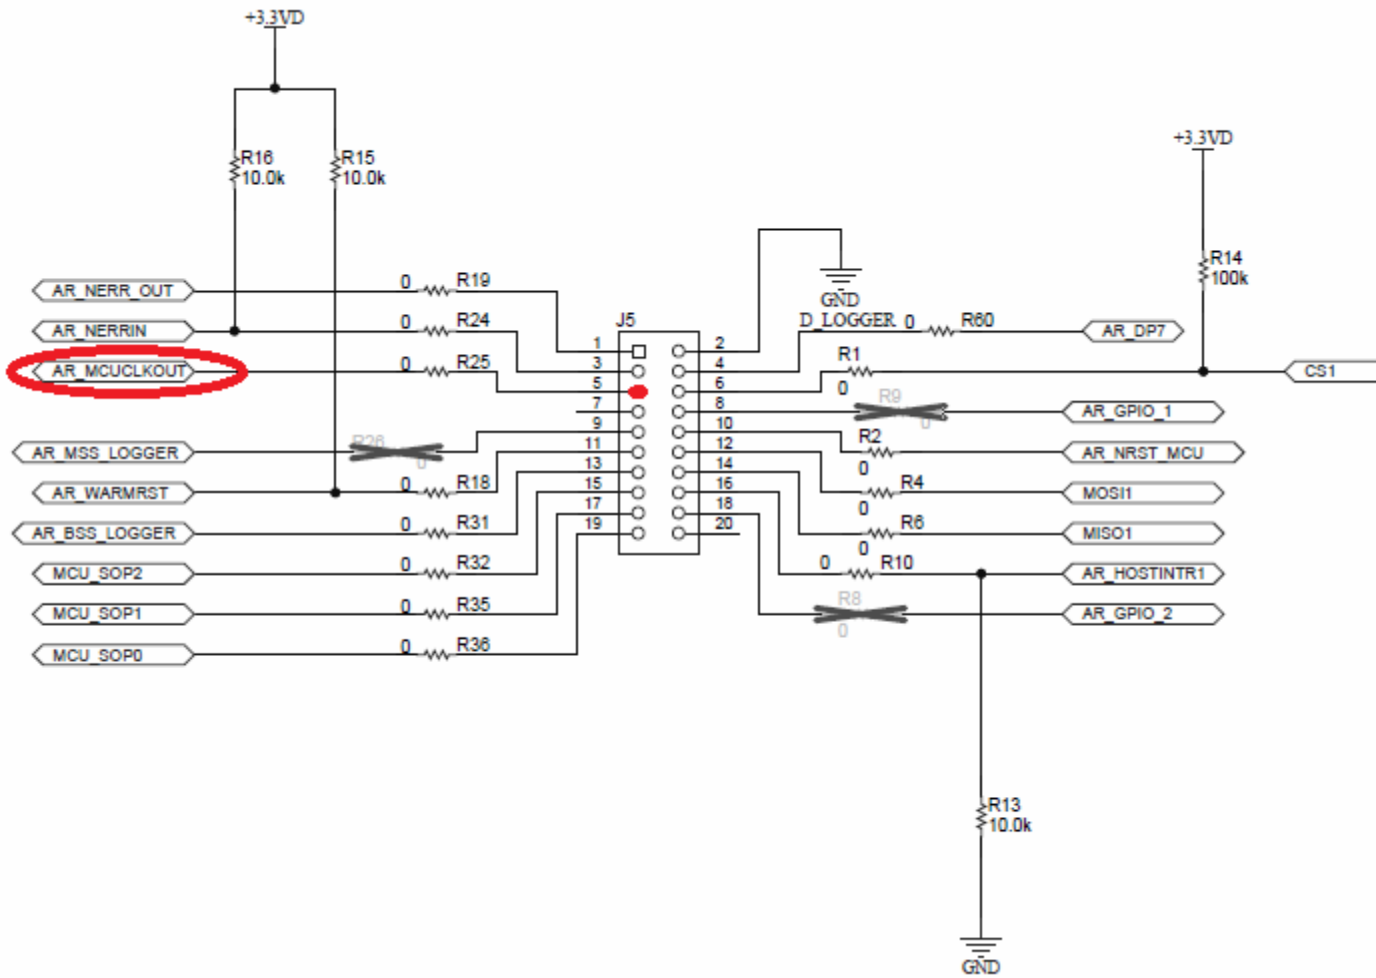 +3.3VD
R16
10.0k
R15
10.0k
+3.3VD
R14
100k
GND
AR_NERR_OUT 0 R19
AR_NERRIN 0 R24
AR_MCUCLKOUT 0 R25
AR_MSS_LOGGER R26 0
AR_WARMRST 0 R18
AR_BSS_LOGGER 0 R31
MCU_SOP2 0 R32
MCU_SOP1 0 R35
MCU_SOP0 0 R36
J5
1 2
3 4
5 6
7 8
9 10
11 12
13 14
15 16
17 18
19 20
D_LOGGER 0 R60 AR_DP7
R1 0 CS1
R9 0 AR_GPIO_1
R2 0 AR_NRST_MCU
R4 0 MOSI1
R6 0 MISO1
0 R10 AR_HOSTINTR1
R8 0 AR_GPIO_2
R13
10.0k
GND